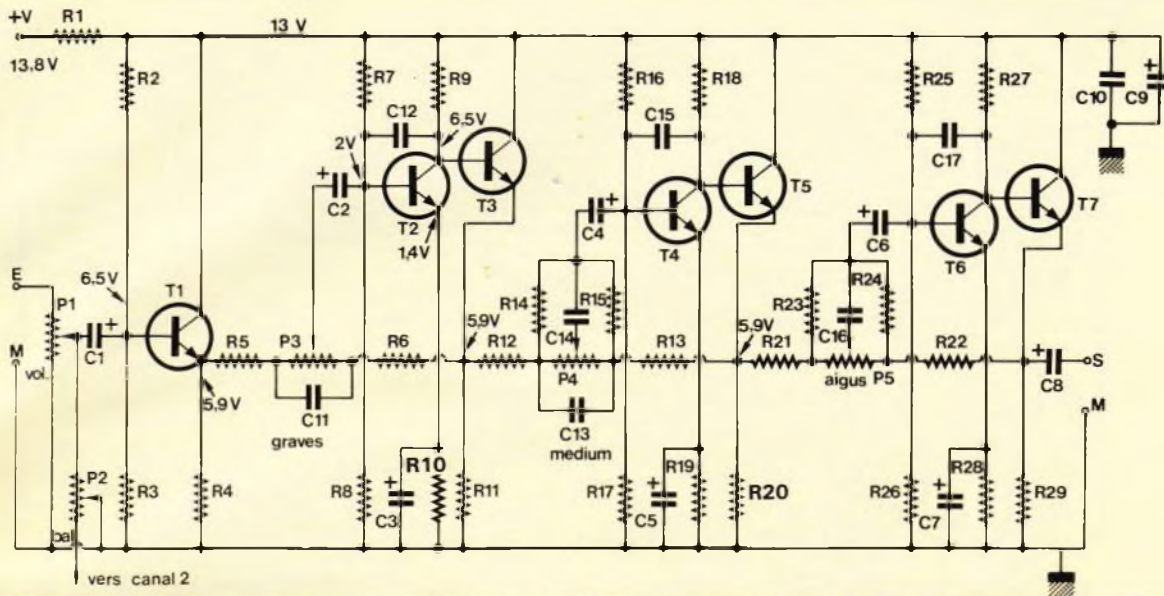 +V
R1
13 V
13,8V
R2
R7
R9
R16
R18
R25
R27
C10
C9
C12
C15
C17
6,5V
2V
C2
T2
T3
1,4V
C4
T4
T5
C6
T6
T7
E
P1
6,5V
T1
C1
M
vol.
5,9V
R5
P3
R6
C11
graves
5,9V
R12
R14
C14
R15
P4
R13
C13
medium
5,9V
R21
R23
C16
R24
aigus P5
R22
C8
S
M
P2
bal
R3
R4
R8
C3
R10
R11
R17
C5
R19
R20
R26
C7
R28
R29
vers canal 2